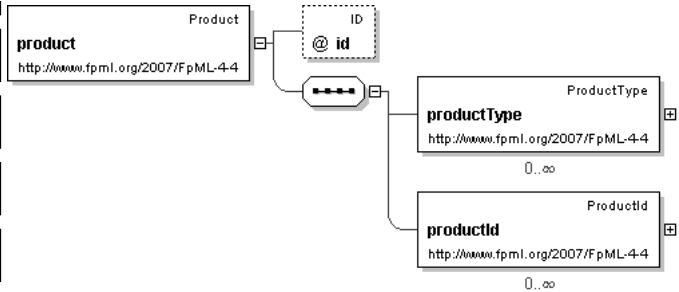 Product
product
http://www.fpml.org/2007/FpML-4-4
ID
@ id
ProductType
productType
http://www.fpml.org/2007/FpML-4-4
0..∞
ProductId
productId
http://www.fpml.org/2007/FpML-4-4
0..∞